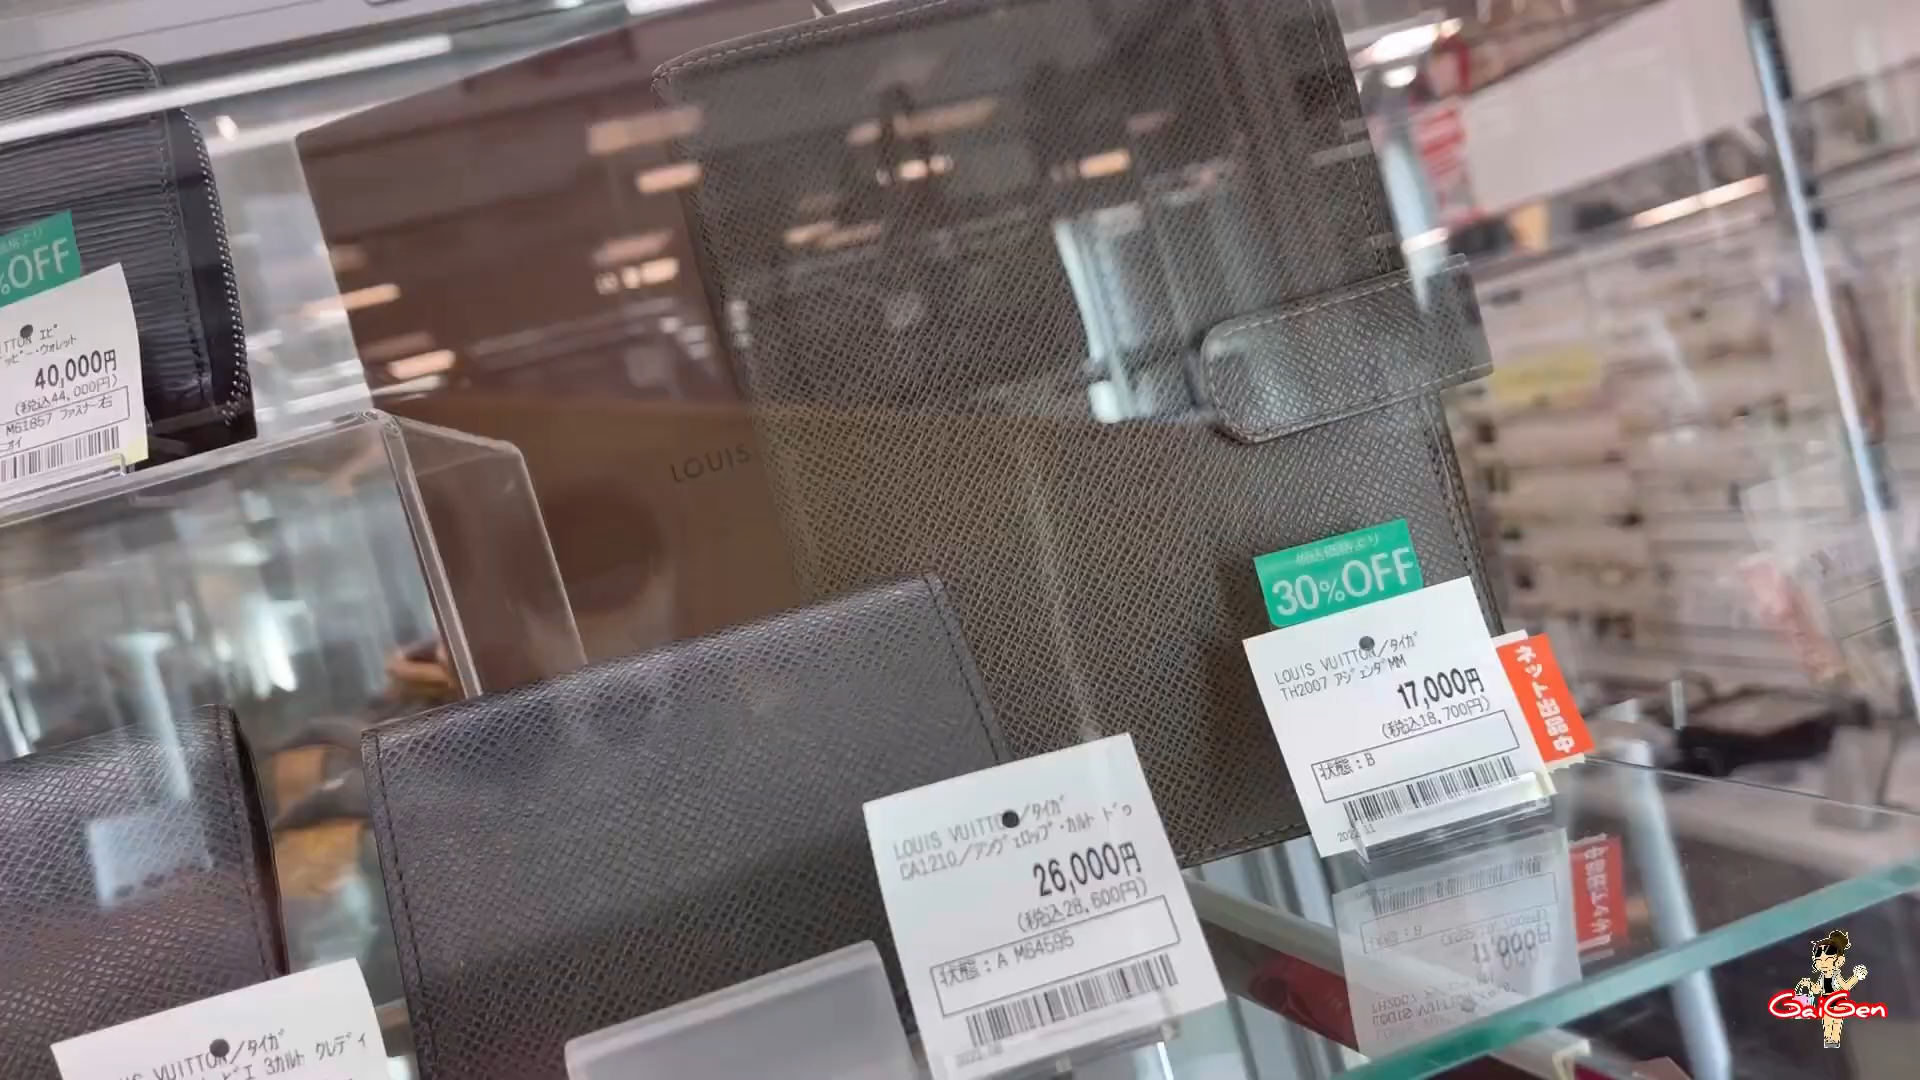 %OFF
エピ
ッピー・ウォレット
40,000円
(税込44,000円)
M61857 ファスナー右
LOUIS
30%OFF
LOUIS VUITTON/タイガ
TH2007 アジェンダMM
17,000円
(税込18,700円)
状態:B
ネット出品中
LOUIS VUITTON/タイガ
CA1210/アンヴェロップ・カルト ドゥ
26,000円
(税込28,600円)
状態:A M64595
/タイガ
3カルト クレディ
GaiGen